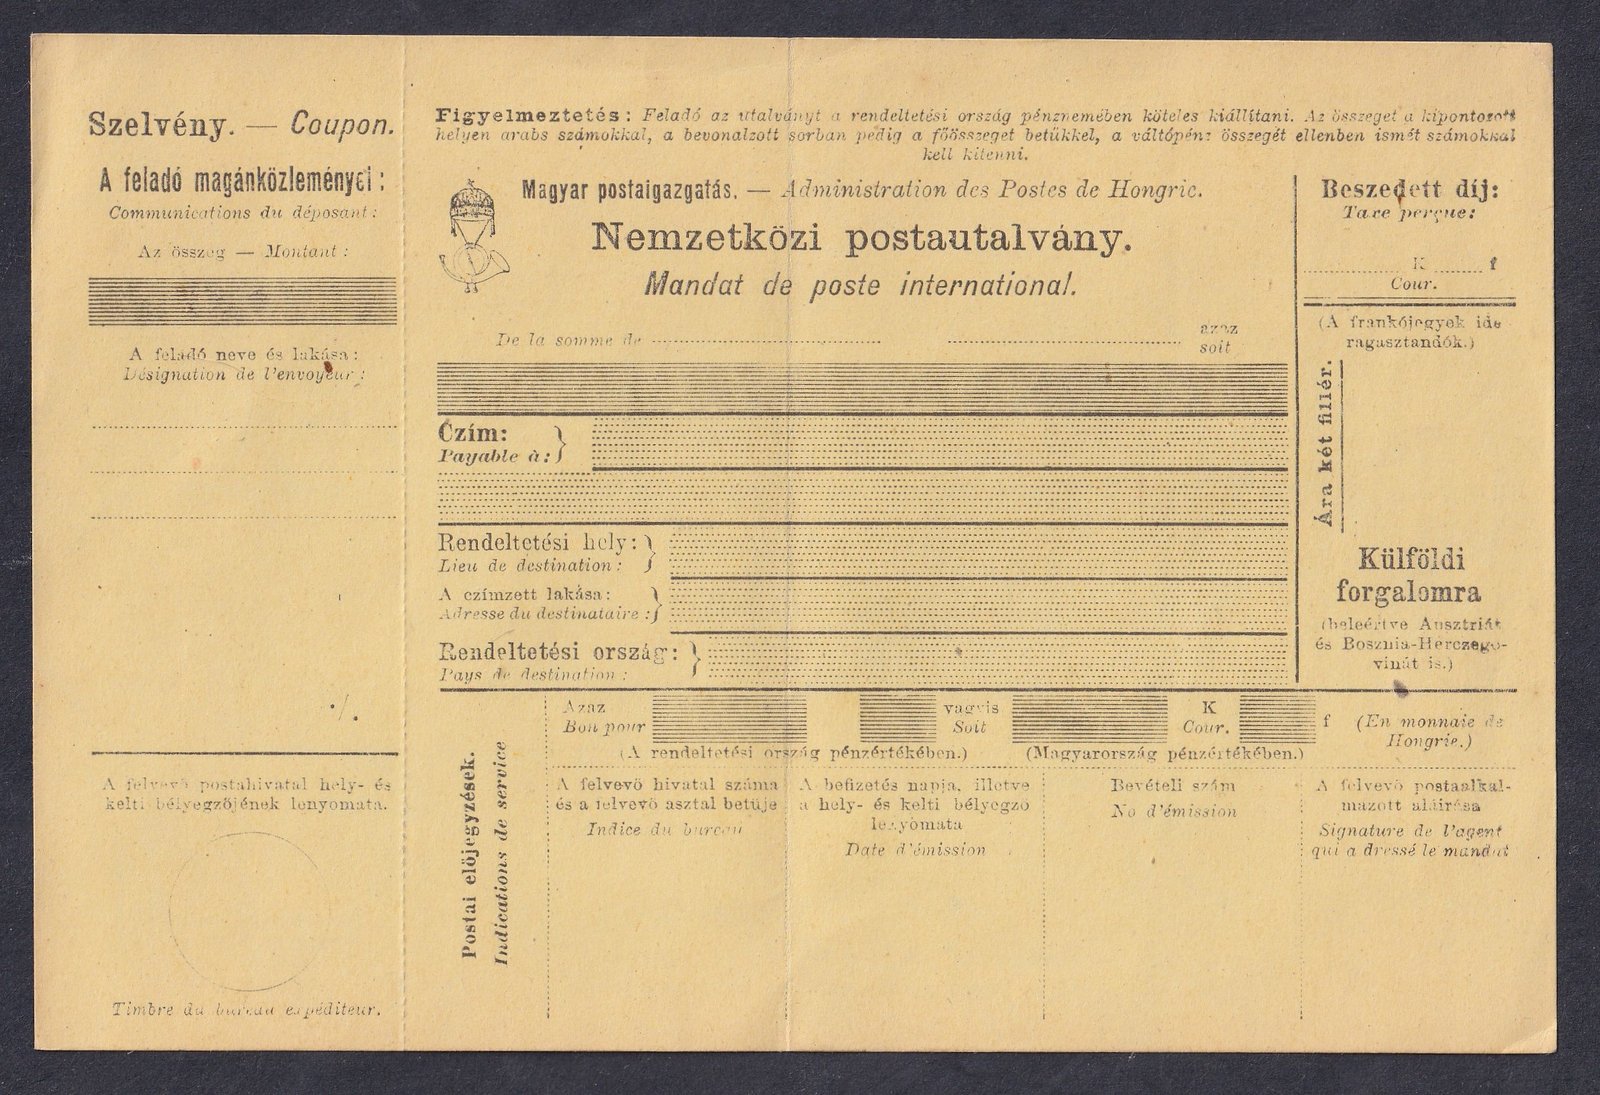 Szelvény. — Coupon.
A feladó magánközleményei:
Communications du déposant:
Az összeg — Montant:
A feladó neve és lakása:
Désignation de l'envoyeur:
·/.
A felvevő postahivatal hely- és
kelti bélyegzőjének lenyomata.
Timbre du bureau expéditeur.
Figyelmeztetés: Feladó az utalványt a rendeltetési ország pénznemében köteles kiállítani. Az összeget a kipontozott
helyen arabs számokkal, a bevonalzott sorban pedig a főösszeget betűkkel, a váltópénz összegét ellenben ismét számokkal
kell kitenni.
Magyar postaigazgatás. — Administration des Postes de Hongrie.
Nemzetközi postautalvány.
Mandat de poste international.
De la somme de
azaz
soit
Czím:
Payable à:
Rendeltetési hely:
Lieu de destination:
A czímzett lakása:
Adresse du destinataire:
Rendeltetési ország:
Pays de destination:
Beszedett díj:
Taxe perçue:
K f
Cour.
(A frankójegyek ide
ragasztandók.)
Ára két fillér.
Külföldi
forgalomra
(beleértve Ausztriát
és Bosznia-Herczego-
vinát is.)
Postai előjegyzések.
Indications de service
Azaz vagyis K
Bon pour Soit Cour. f (En monnaie de
Hongrie.)
(A rendeltetési ország pénzértékében.) (Magyarország pénzértékében.)
A felvevő hivatal száma
és a felvevő asztal betüje
Indice du bureau
A befizetés napja, illetve
a hely- és kelti bélyegző
lenyomata
Date d'émission
Bevételi szám
No d'émission
A felvevő postaalkal-
mazott aláírása
Signature de l'agent
qui a dressé le mandat